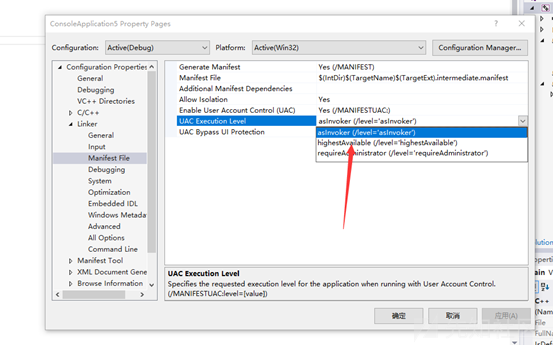 ConsoleApplication5 Property Pages
Configuration: Active(Debug) Platform: Active(Win32) Configuration Manager...
Configuration Properties
General
Debugging
VC++ Directories
C/C++
Linker
General
Input
Manifest File
Debugging
System
Optimization
Embedded IDL
Windows Metada
Advanced
All Options
Command Line
Manifest Tool
XML Document Gene
Browse Information
Generate Manifest Yes (/MANIFEST)
Manifest File $(IntDir)$(TargetName)$(TargetExt).intermediate.manifest
Additional Manifest Dependencies
Allow Isolation Yes
Enable User Account Control (UAC) Yes (/MANIFESTUAC:)
UAC Execution Level asInvoker (/level='asInvoker')
UAC Bypass UI Protection
asInvoker (/level='asInvoker')
highestAvailable (/level='highestAvailable')
requireAdministrator (/level='requireAdministrator')
UAC Execution Level
Specifies the requested execution level for the application when running with User Account Control.
(/MANIFESTUAC:level=[value])
确定 取消 应用(A)